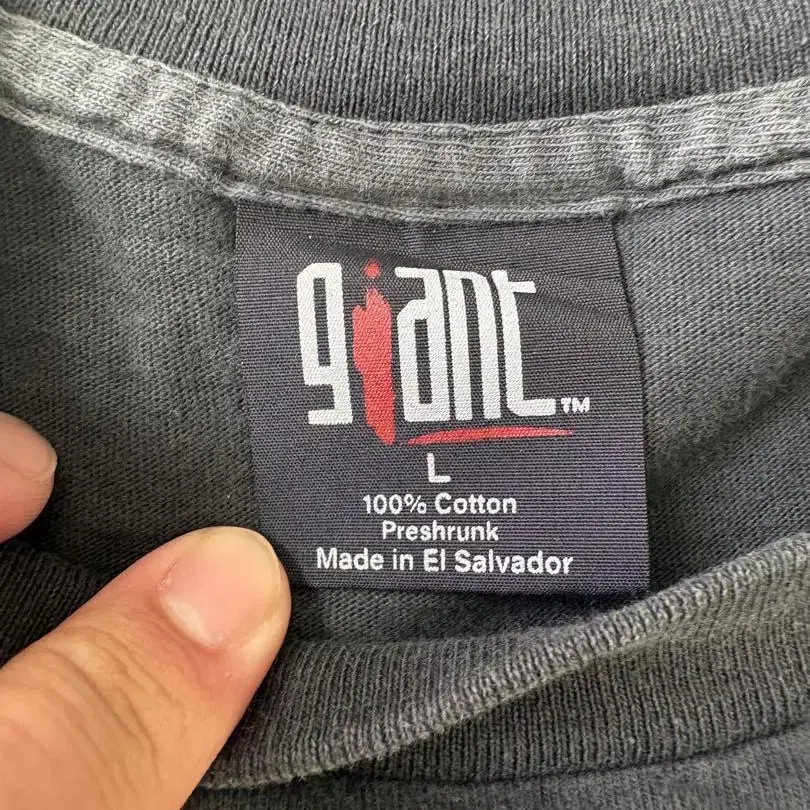 giant™
L
100% Cotton
Preshrunk
Made in El Salvador